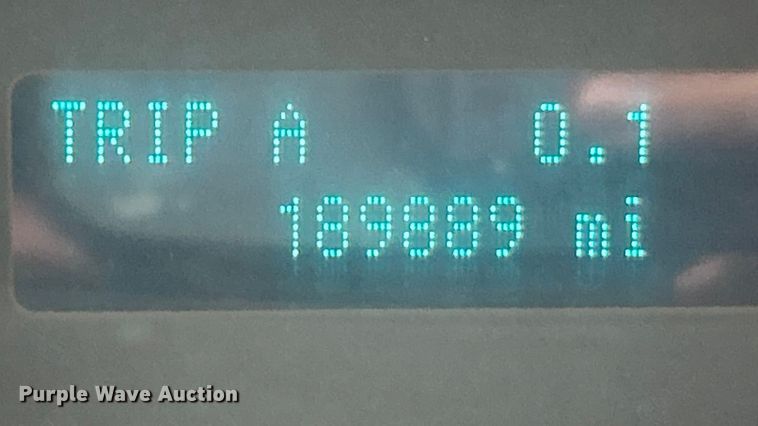 TRIP A 0.1
189889 mi
Purple Wave Auction